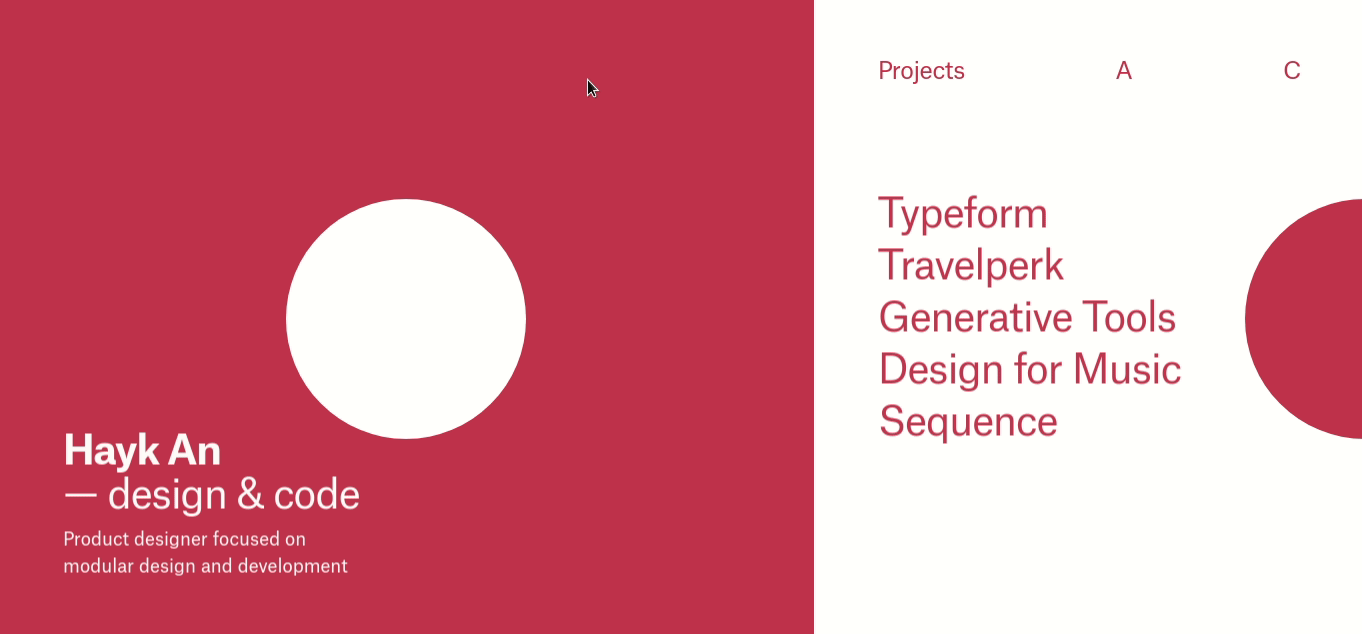 Hayk An
— design & code
Product designer focused on
modular design and development
Projects A C
Typeform
Travelperk
Generative Tools
Design for Music
Sequence